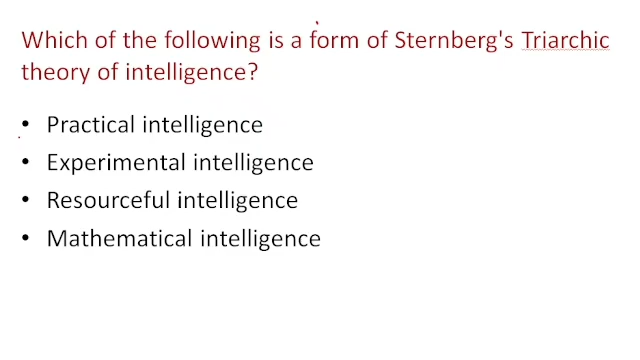 Which of the following is a form of Sternberg's Triarchic
theory of intelligence?
• Practical intelligence
• Experimental intelligence
• Resourceful intelligence
• Mathematical intelligence